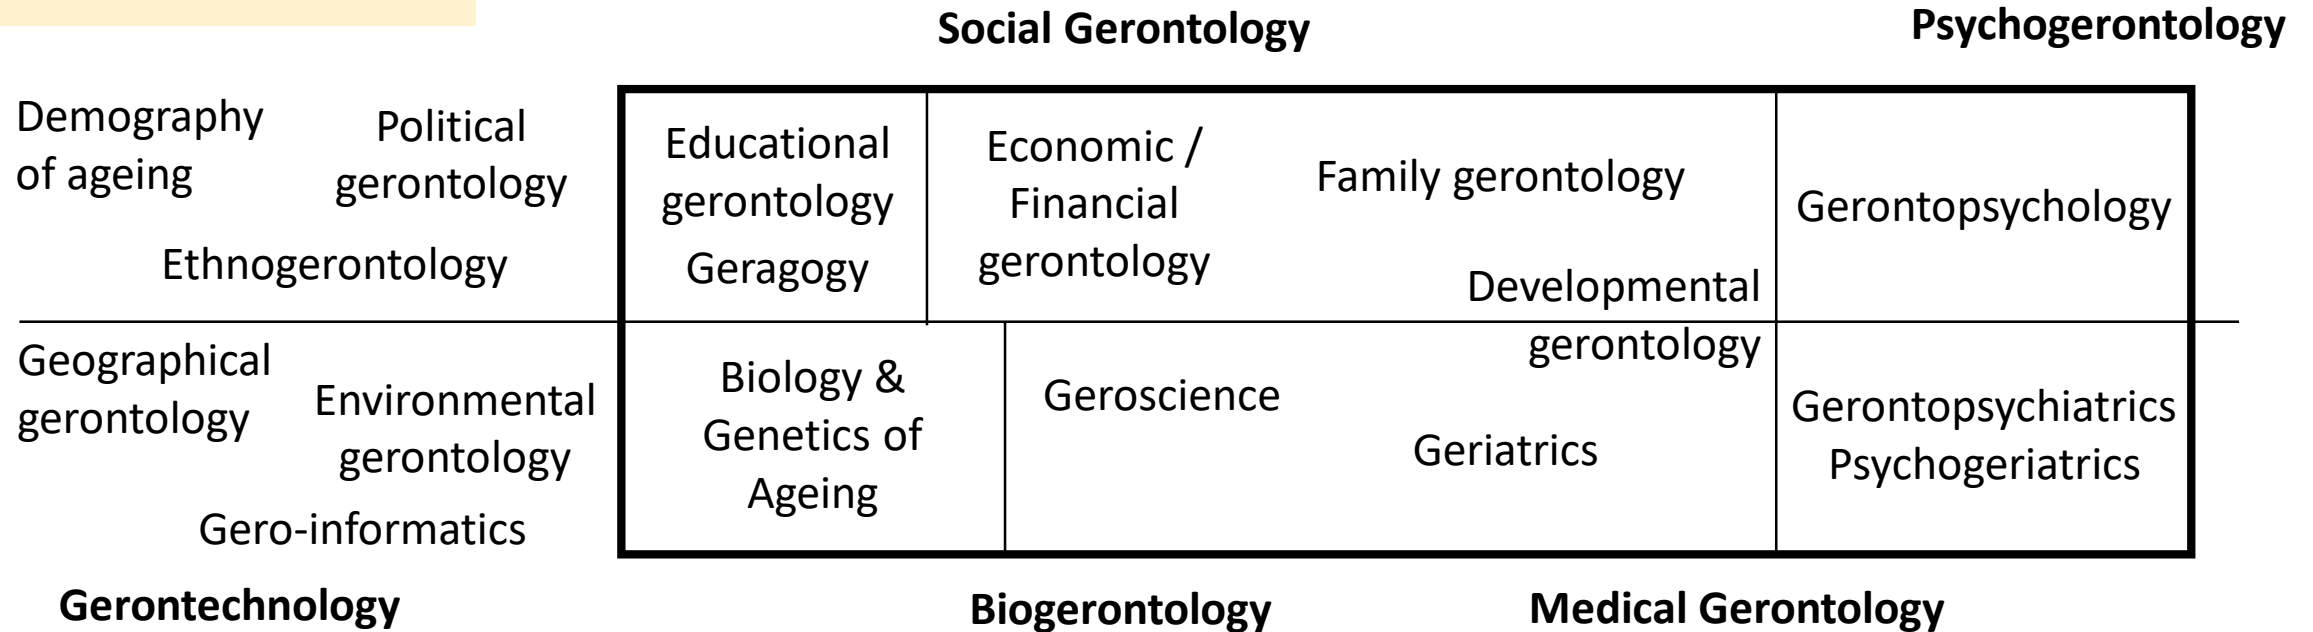 Social Gerontology
Psychogerontology
Demography
of ageing
Political
gerontology
Ethnogerontology
Educational
gerontology
Geragogy
Economic /
Financial
gerontology
Family gerontology
Developmental
gerontology
Gerontopsychology
Geographical
gerontology
Environmental
gerontology
Gero-informatics
Biology &
Genetics of
Ageing
Geroscience
Geriatrics
Gerontopsychiatrics
Psychogeriatrics
Gerontechnology
Biogerontology
Medical Gerontology